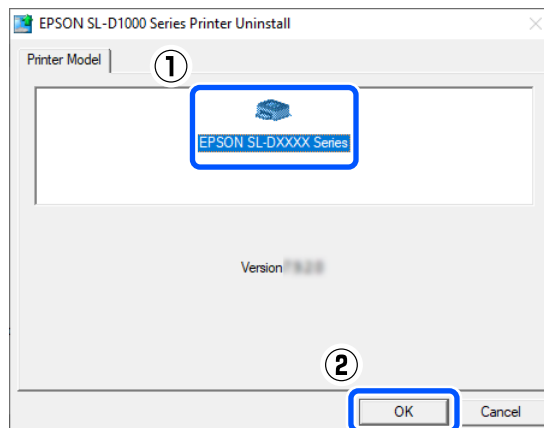 EPSON SL-D1000 Series Printer Uninstall
Printer Model
①
EPSON SL-DXXXX Series
Version
②
OK Cancel